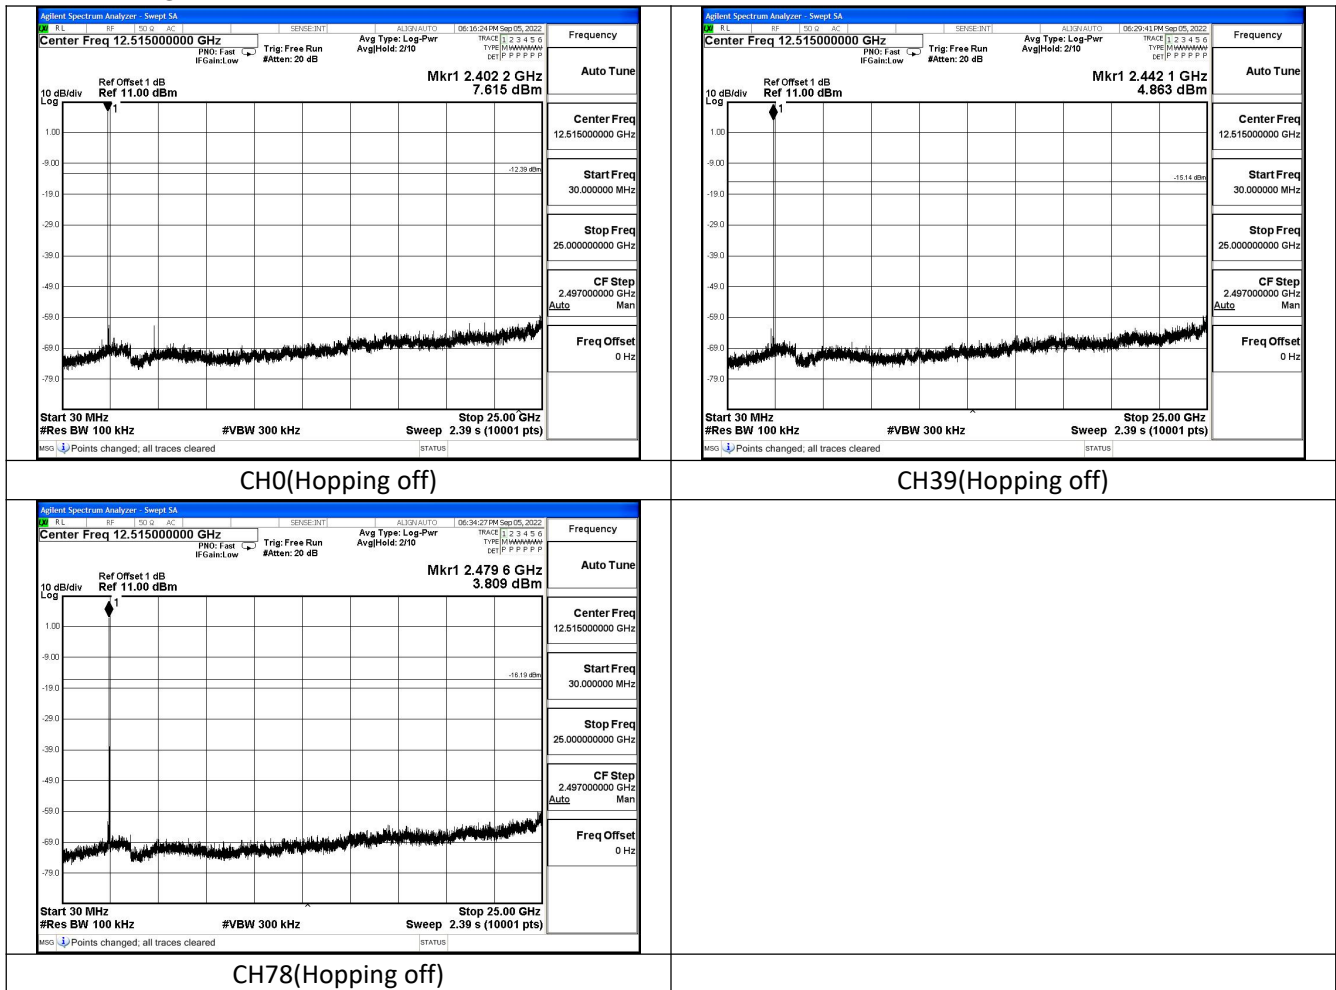 Agilent Spectrum Analyzer - Swept SA
RL RF 50 Ω AC SENSE:INT ALIGNAUTO 06:16:24 PM Sep 05, 2022
Center Freq 12.515000000 GHz
PNO: Fast
IFGain:Low
Trig: Free Run
#Atten: 20 dB
Avg Type: Log-Pwr
Avg|Hold: 2/10
TRACE 1 2 3 4 5 6
TYPE MWWWWW
DET P P P P P P
Ref Offset 1 dB
Ref 11.00 dBm
10 dB/div
Log
Mkr1 2.402 2 GHz
7.615 dBm
1
1.00
-9.00
-12.39 dBm
-19.0
-29.0
-39.0
-49.0
-59.0
-69.0
-79.0
Start 30 MHz
Stop 25.00 GHz
#Res BW 100 kHz
#VBW 300 kHz
Sweep 2.39 s (10001 pts)
MSG Points changed; all traces cleared
STATUS
Frequency
Auto Tune
Center Freq
12.515000000 GHz
Start Freq
30.000000 MHz
Stop Freq
25.000000000 GHz
CF Step
2.497000000 GHz
Auto Man
Freq Offset
0 Hz
CH0(Hopping off)
Agilent Spectrum Analyzer - Swept SA
RL RF 50 Ω AC SENSE:INT ALIGNAUTO 06:29:41 PM Sep 05, 2022
Center Freq 12.515000000 GHz
PNO: Fast
IFGain:Low
Trig: Free Run
#Atten: 20 dB
Avg Type: Log-Pwr
Avg|Hold: 2/10
TRACE 1 2 3 4 5 6
TYPE MWWWWW
DET P P P P P P
Ref Offset 1 dB
Ref 11.00 dBm
10 dB/div
Log
Mkr1 2.442 1 GHz
4.863 dBm
1
1.00
-9.00
-15.14 dBm
-19.0
-29.0
-39.0
-49.0
-59.0
-69.0
-79.0
Start 30 MHz
Stop 25.00 GHz
#Res BW 100 kHz
#VBW 300 kHz
Sweep 2.39 s (10001 pts)
MSG Points changed; all traces cleared
STATUS
Frequency
Auto Tune
Center Freq
12.515000000 GHz
Start Freq
30.000000 MHz
Stop Freq
25.000000000 GHz
CF Step
2.497000000 GHz
Auto Man
Freq Offset
0 Hz
CH39(Hopping off)
Agilent Spectrum Analyzer - Swept SA
RL RF 50 Ω AC SENSE:INT ALIGNAUTO 06:34:27 PM Sep 05, 2022
Center Freq 12.515000000 GHz
PNO: Fast
IFGain:Low
Trig: Free Run
#Atten: 20 dB
Avg Type: Log-Pwr
Avg|Hold: 2/10
TRACE 1 2 3 4 5 6
TYPE MWWWWW
DET P P P P P P
Ref Offset 1 dB
Ref 11.00 dBm
10 dB/div
Log
Mkr1 2.479 6 GHz
3.809 dBm
1
1.00
-9.00
-16.19 dBm
-19.0
-29.0
-39.0
-49.0
-59.0
-69.0
-79.0
Start 30 MHz
Stop 25.00 GHz
#Res BW 100 kHz
#VBW 300 kHz
Sweep 2.39 s (10001 pts)
MSG Points changed; all traces cleared
STATUS
Frequency
Auto Tune
Center Freq
12.515000000 GHz
Start Freq
30.000000 MHz
Stop Freq
25.000000000 GHz
CF Step
2.497000000 GHz
Auto Man
Freq Offset
0 Hz
CH78(Hopping off)